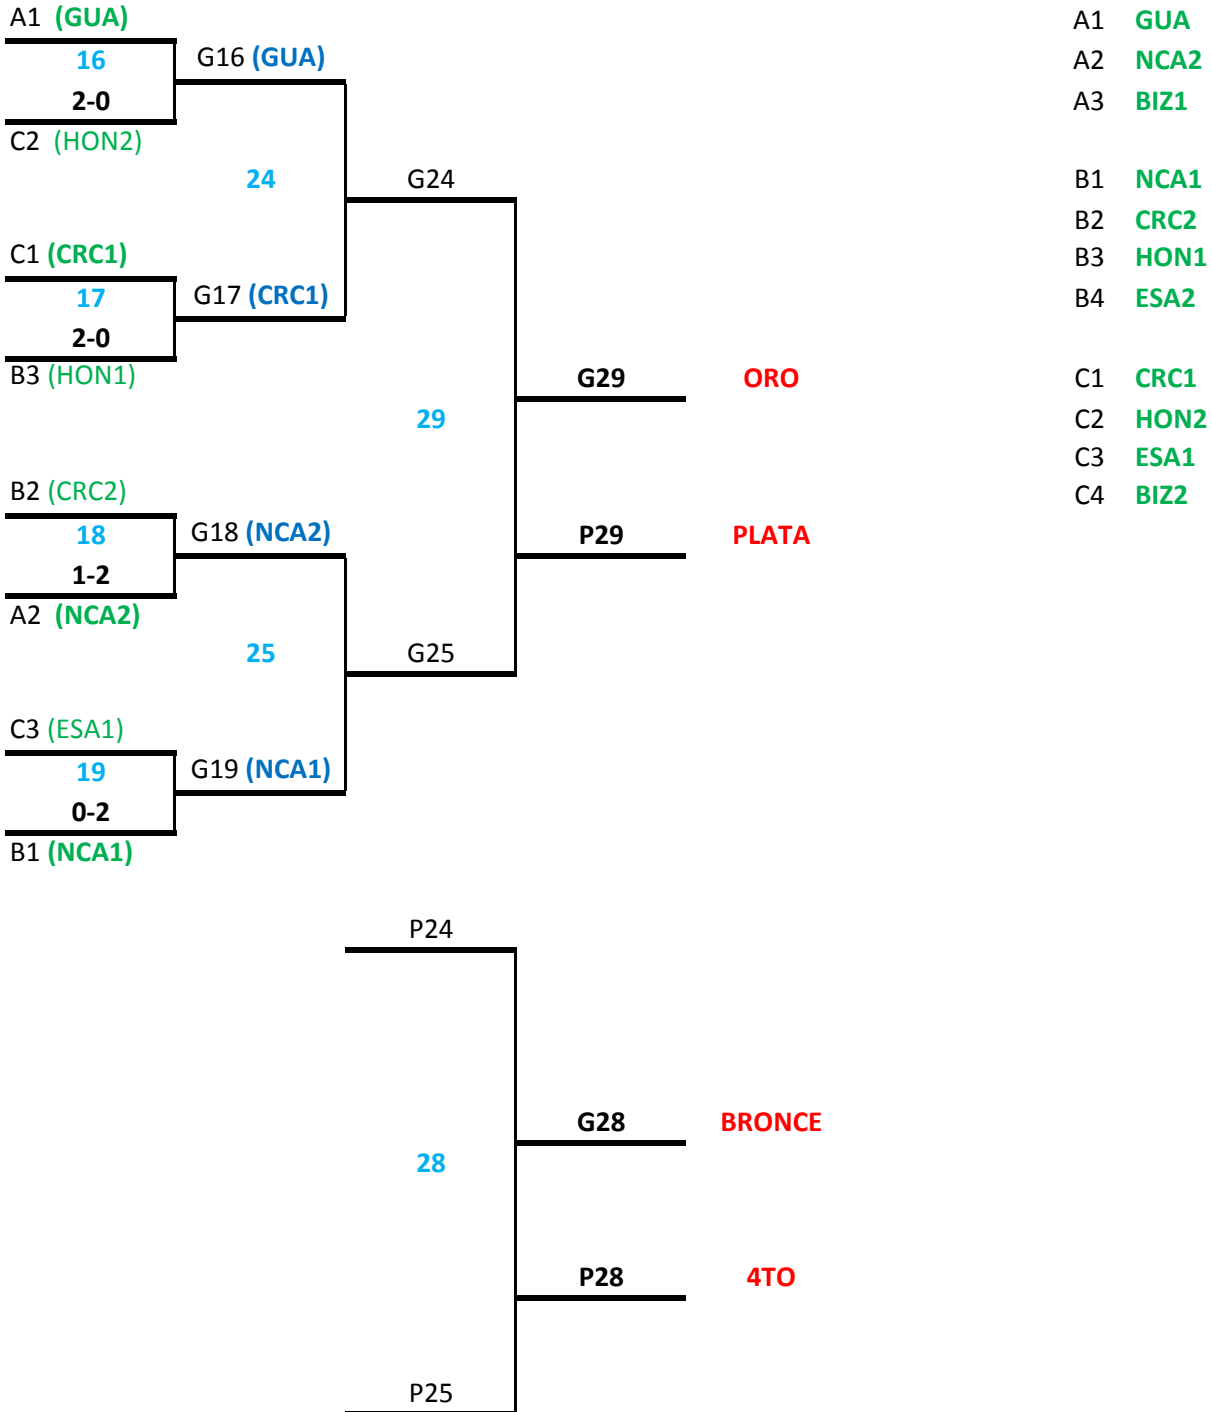 A1 (GUA)
16
2-0
C2 (HON2)
G16 (GUA)
24
C1 (CRC1)
17
2-0
B3 (HON1)
G17 (CRC1)
G24
B2 (CRC2)
18
1-2
A2 (NCA2)
G18 (NCA2)
25
C3 (ESA1)
19
0-2
B1 (NCA1)
G19 (NCA1)
G25
29
G29 ORO
P29 PLATA
P24
28
P25
G28 BRONCE
P28 4TO
A1 GUA
A2 NCA2
A3 BIZ1
B1 NCA1
B2 CRC2
B3 HON1
B4 ESA2
C1 CRC1
C2 HON2
C3 ESA1
C4 BIZ2